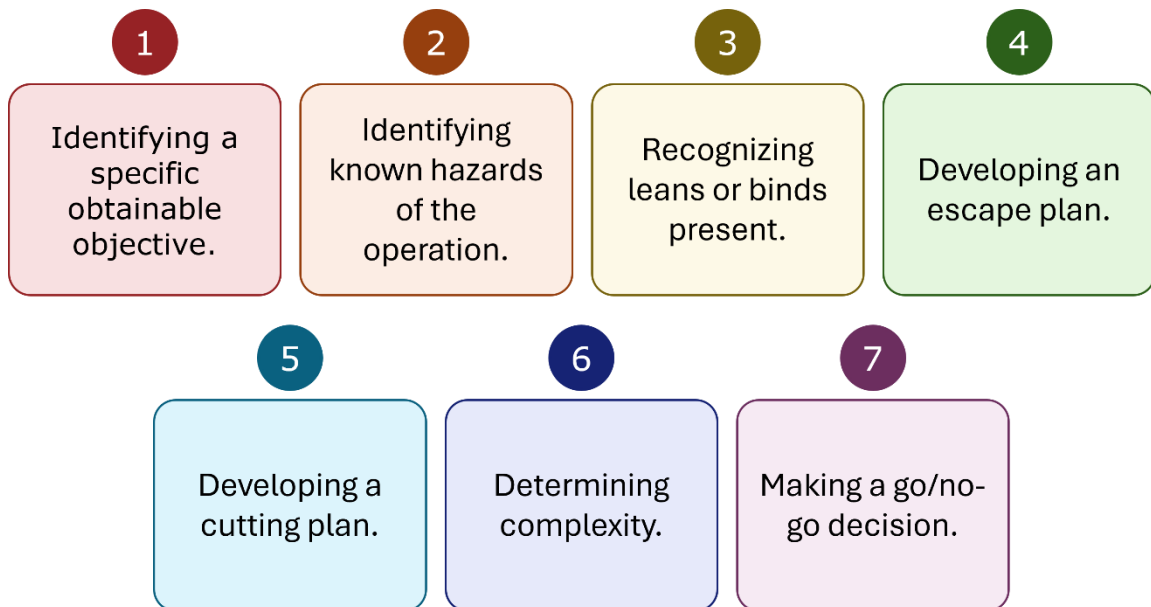 1
Identifying a
specific
obtainable
objective.
2
Identifying
known hazards
of the
operation.
3
Recognizing
leans or binds
present.
4
Developing an
escape plan.
5
Developing a
cutting plan.
6
Determining
complexity.
7
Making a go/no-
go decision.